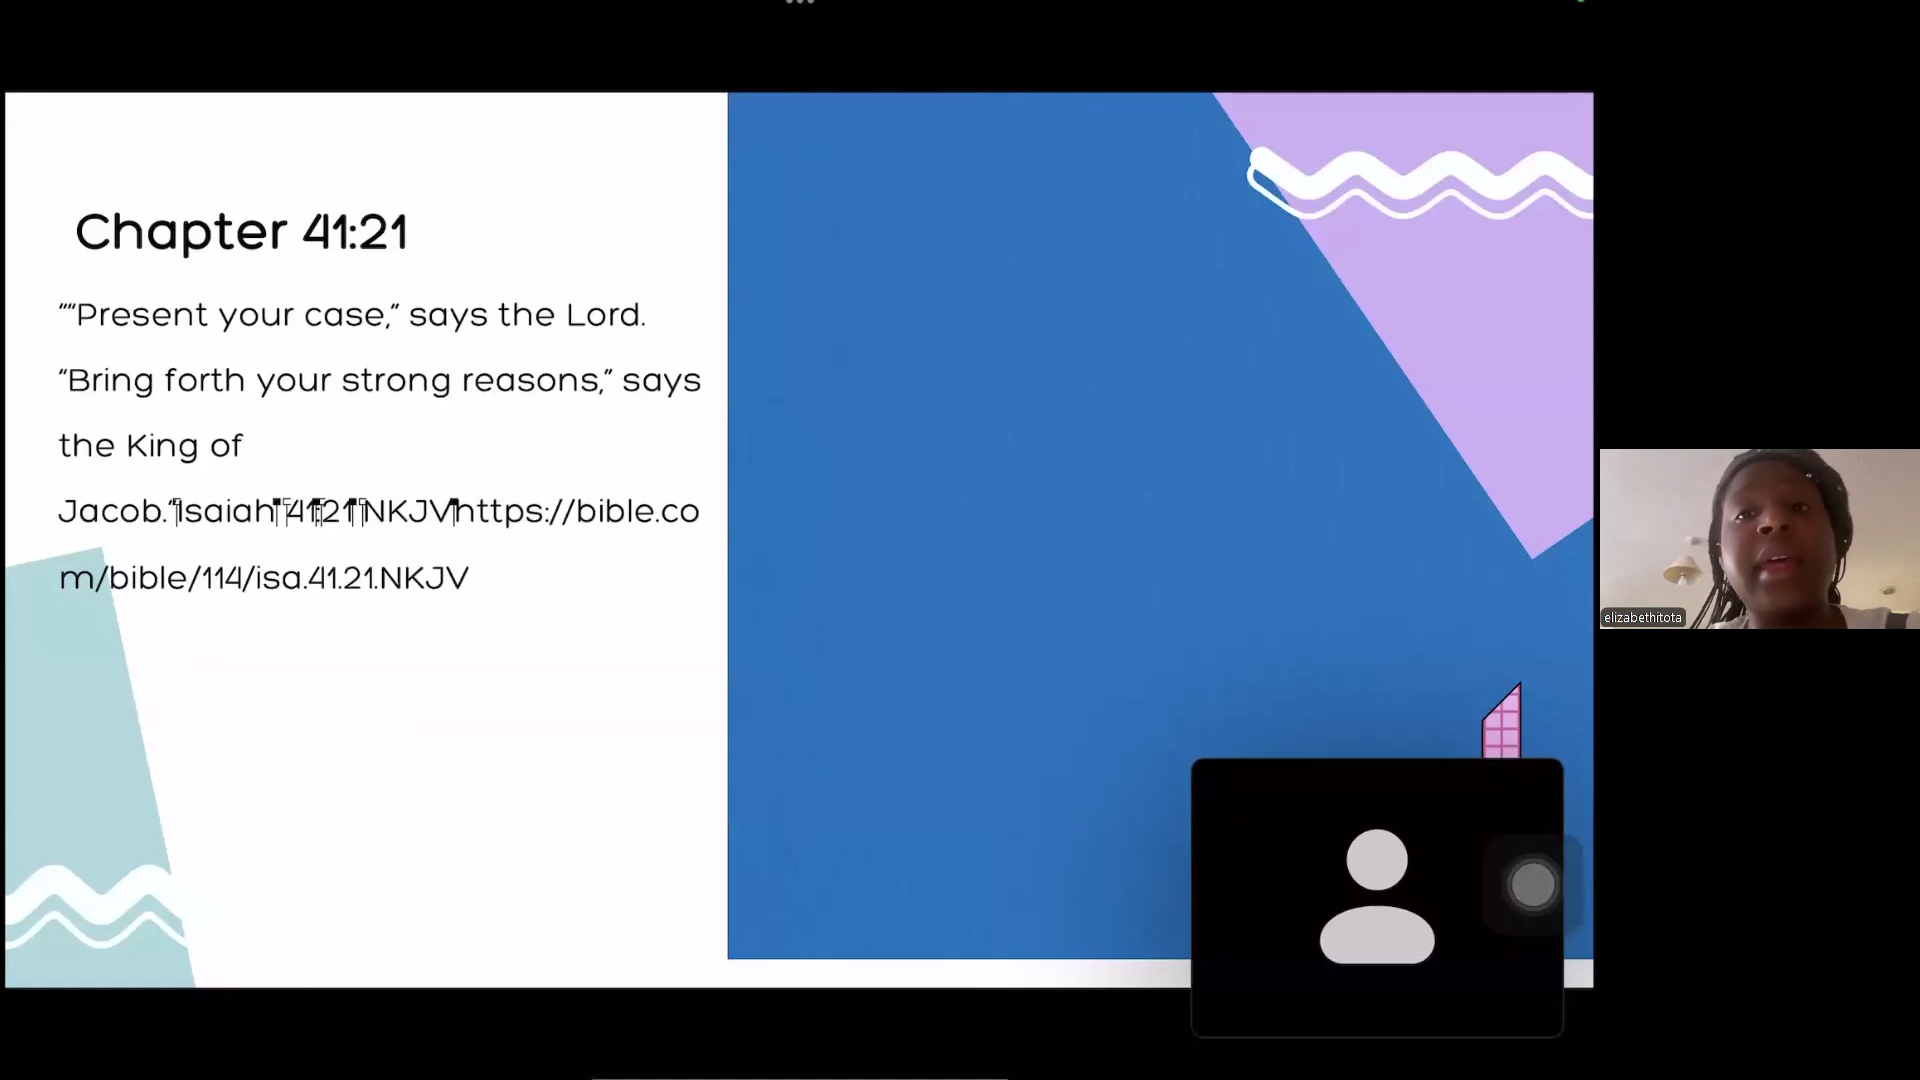 Chapter 41:21
““Present your case,” says the Lord.
“Bring forth your strong reasons,” says
the King of
Jacob.“Isaiah 41:21 NKJV https://bible.co
m/bible/114/isa.41.21.NKJV
elizabethitota